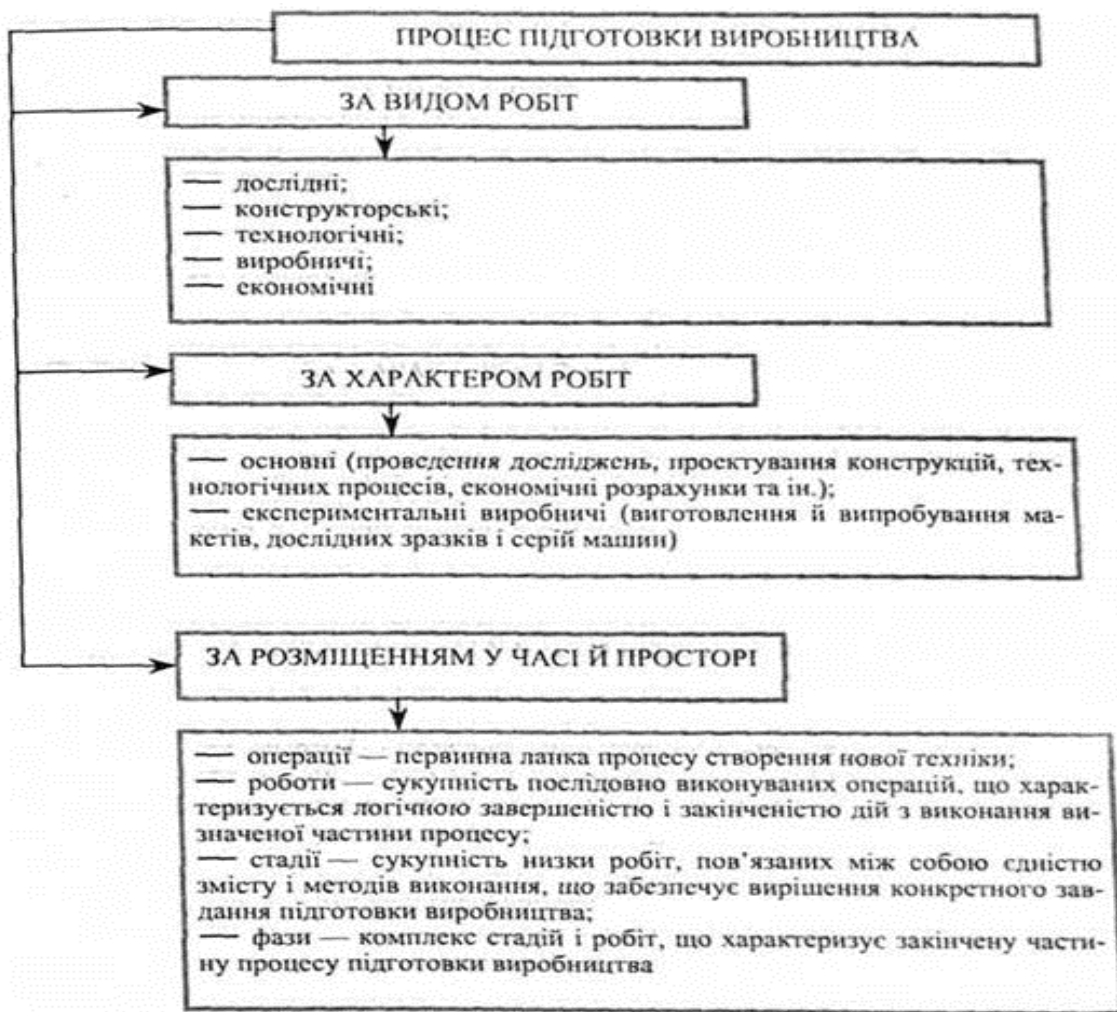 ПРОЦЕС ПІДГОТОВКИ ВИРОБНИЦТВА
ЗА ВИДОМ РОБІТ
— дослідні;
— конструкторські;
— технологічні;
— виробничі;
— економічні
ЗА ХАРАКТЕРОМ РОБІТ
— основні (проведення досліджень, проектування конструкцій, тех-
нологічних процесів, економічні розрахунки та ін.);
— експериментальні виробничі (виготовлення й випробування ма-
кетів, дослідних зразків і серій машин)
ЗА РОЗМІЩЕННЯМ У ЧАСІ Й ПРОСТОРІ
— операції — первинна ланка процесу створення нової техніки;
— роботи — сукупність послідовно виконуваних операцій, що харак-
теризується логічною завершеністю і закінченістю дій з виконання ви-
значеної частини процесу;
— стадії — сукупність низки робіт, пов’язаних між собою єдністю
змісту і методів виконання, що забезпечує вирішення конкретного зав-
дання підготовки виробництва;
— фази — комплекс стадій і робіт, що характеризує закінчену части-
ну процесу підготовки виробництва